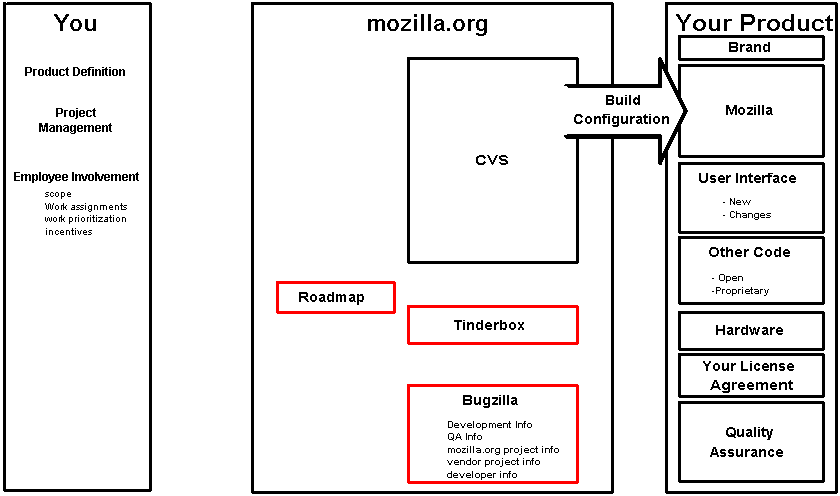 You
Product Definition
Project
Management
Employee Involvement
scope
Work assignments
work prioritization
incentives
mozilla.org
CVS
Build
Configuration
Roadmap
Tinderbox
Bugzilla
Development Info
QA Info
mozilla.org project info
vendor project info
developer info
Your Product
Brand
Mozilla
User Interface
- New
- Changes
Other Code
- Open
-Proprietary
Hardware
Your License
Agreement
Quality
Assurance